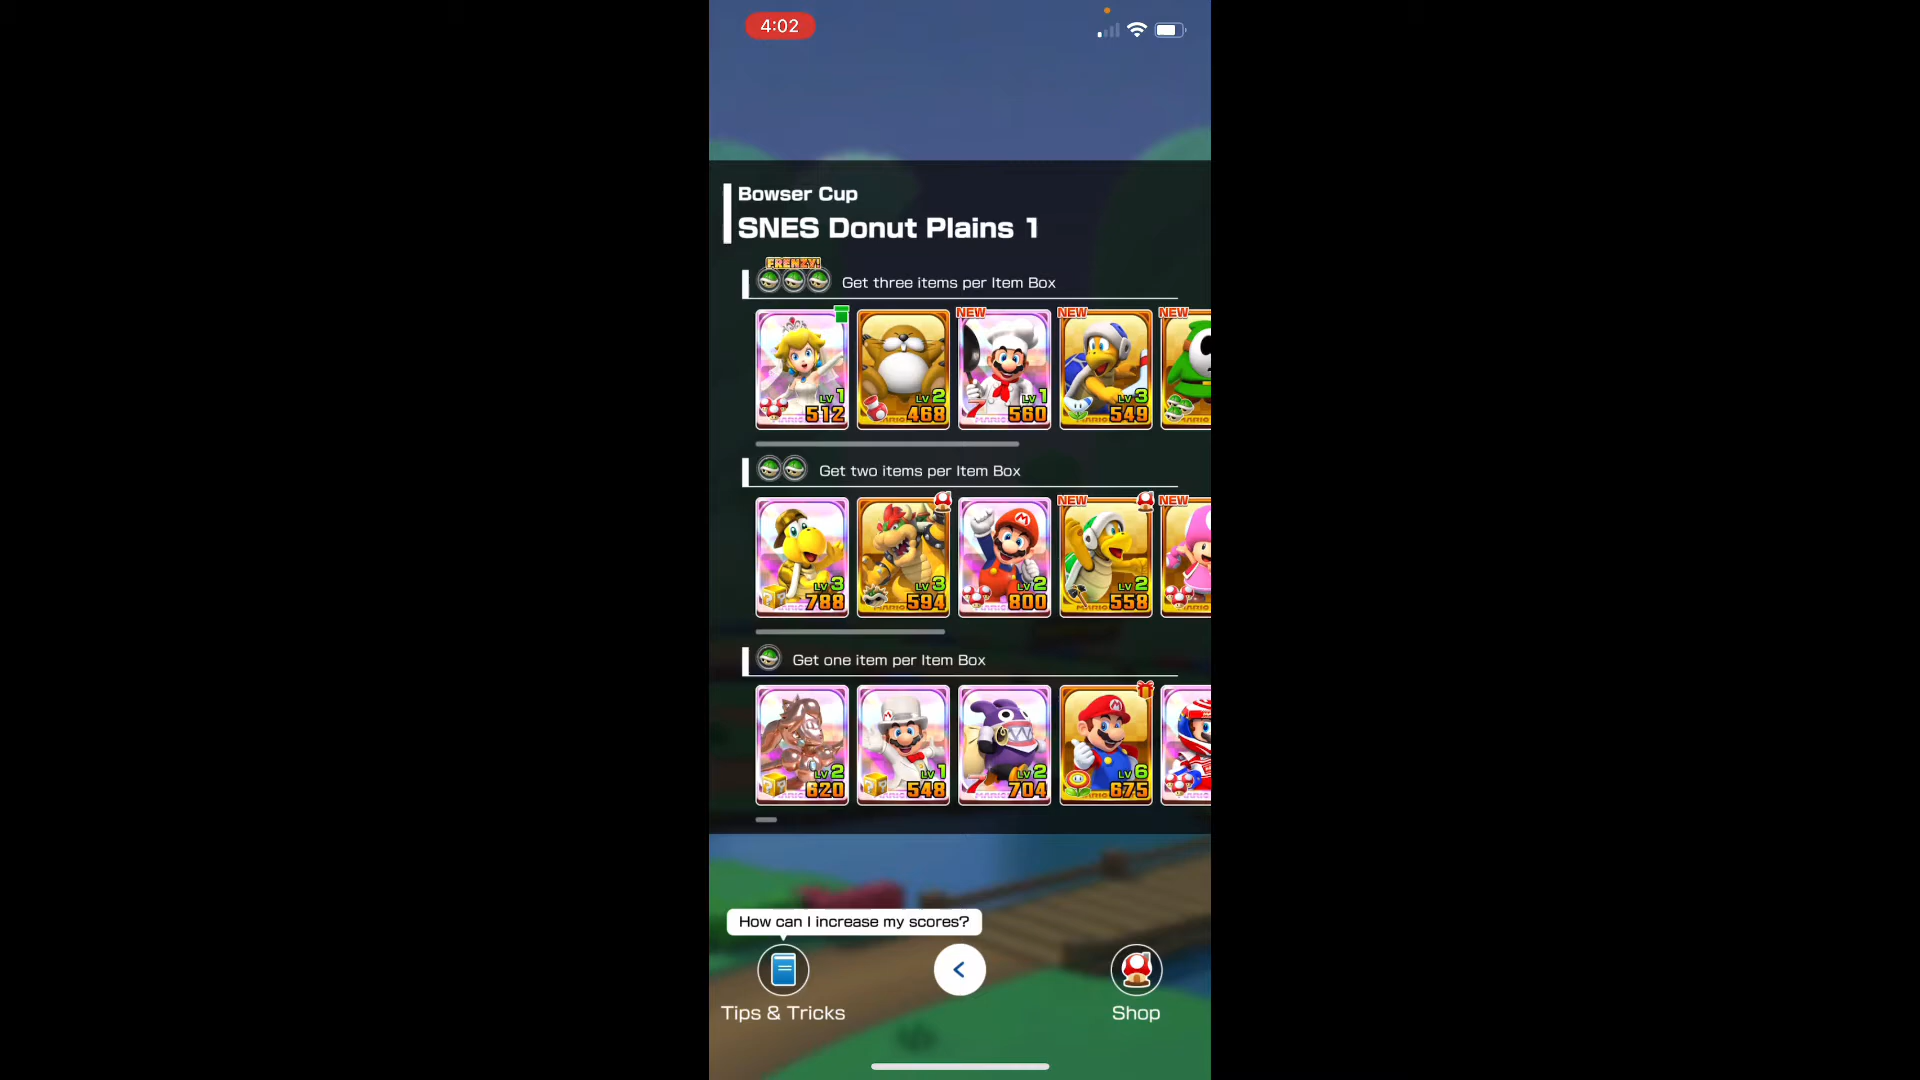 4:02
Bowser Cup
SNES Donut Plains 1
FRENZY!
Get three items per Item Box
NEW NEW NEW
LV 1 LV 2 LV 1 LV 3
512 468 560 549
Get two items per Item Box
NEW NEW
LV 3 LV 3 LV 2 LV 2
788 594 800 558
Get one item per Item Box
LV 2 LV 1 LV 2 LV 6
620 548 704 675
How can I increase my scores?
Tips & Tricks
Shop